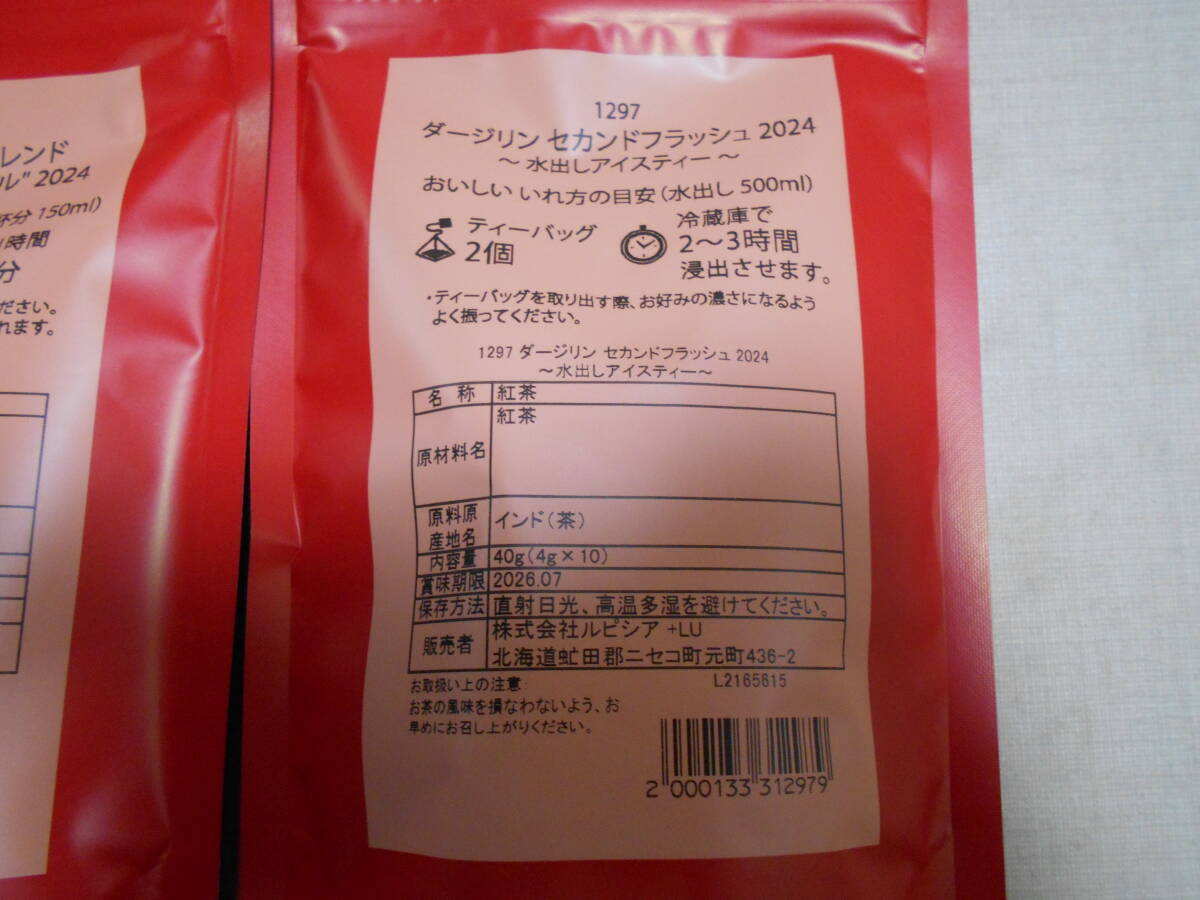 レンド
ル" 2024
杯分 150ml)
時間
分
ださい。
れます。
1297
ダージリン セカンドフラッシュ 2024
～ 水出しアイスティー ～
おいしい いれ方の目安(水出し 500ml)
ティーバッグ
2個
冷蔵庫で
2～3時間
浸出させます。
・ティーバッグを取り出す際、お好みの濃さになるよう
よく振ってください。
1297 ダージリン セカンドフラッシュ 2024
～水出しアイスティー～
名 称 紅茶
原材料名 紅茶
原料原
産地名 インド(茶)
内容量 40g(4g×10)
賞味期限 2026.07
保存方法 直射日光、高温多湿を避けてください。
販売者 株式会社ルピシア +LU
北海道虻田郡ニセコ町元町436-2
お取扱い上の注意: L2165615
お茶の風味を損なわないよう、お
早めにお召し上がりください。
2 000133 312979